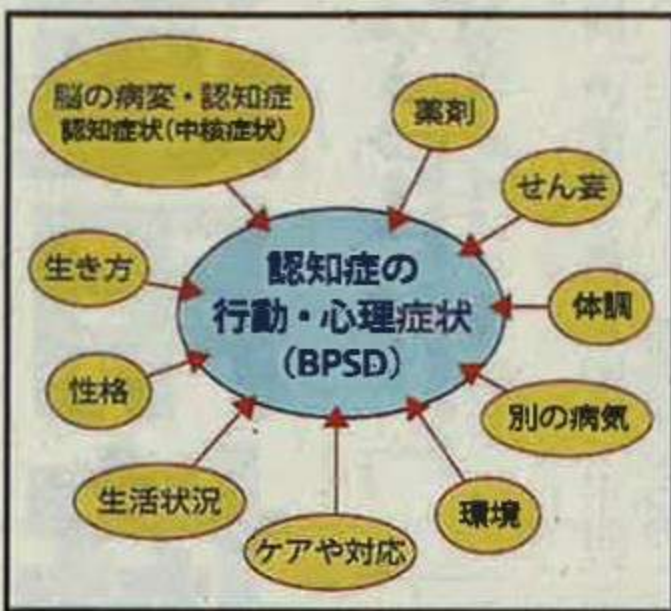 脳の病変・認知症
認知症状(中核症状)
薬剤
せん妄
生き方
認知症の
行動・心理症状
(BPSD)
体調
性格
別の病気
生活状況
ケアや対応
環境